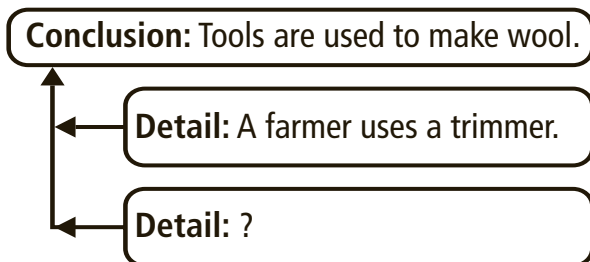 Conclusion: Tools are used to make wool.
Detail: A farmer uses a trimmer.
Detail: ?